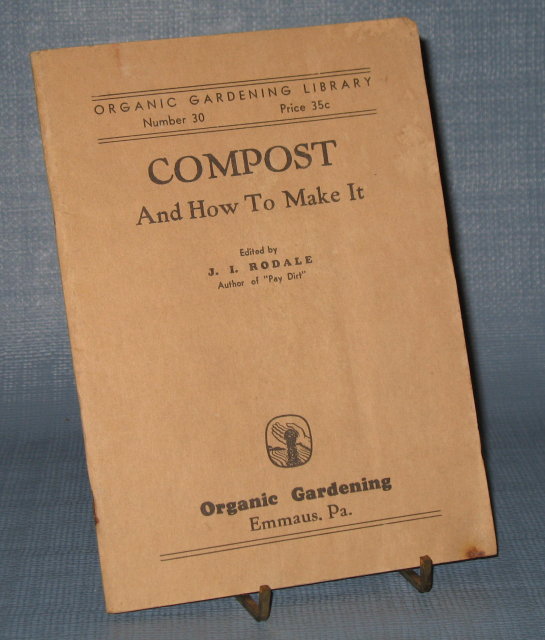 ORGANIC GARDENING LIBRARY
Number 30 Price 35c
COMPOST
And How To Make It
Edited by
J. I. RODALE
Author of "Pay Dirt"
Organic Gardening
Emmaus, Pa.